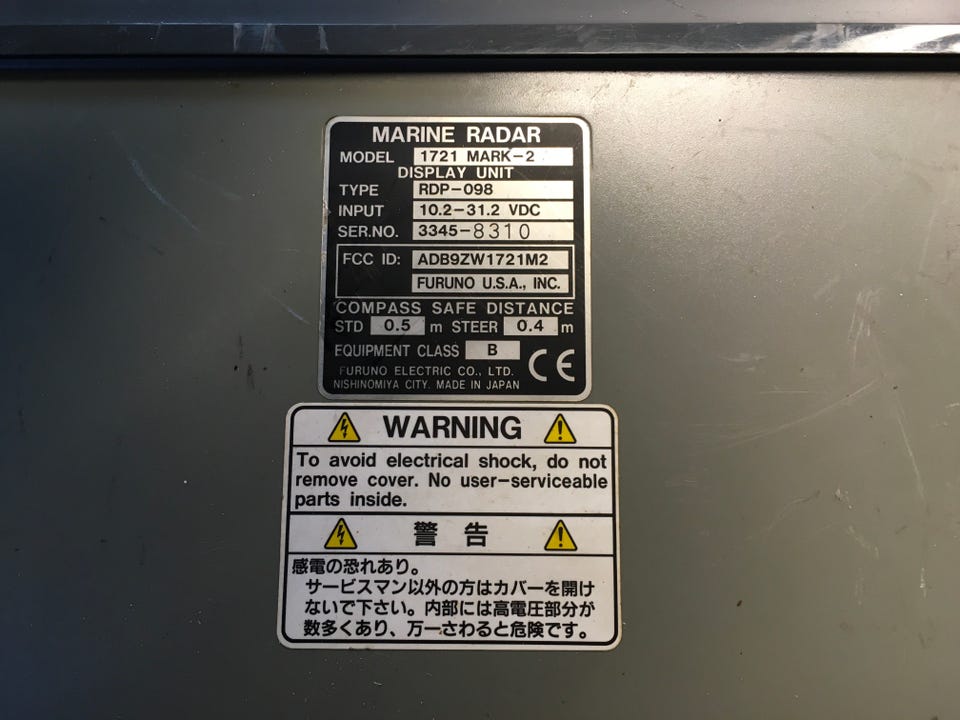 MARINE RADAR
MODEL 1721 MARK-2
DISPLAY UNIT
TYPE RDP-098
INPUT 10.2-31.2 VDC
SER.NO. 3345-8310
FCC ID: ADB9ZW1721M2
FURUNO U.S.A., INC.
COMPASS SAFE DISTANCE
STD 0.5 m STEER 0.4 m
EQUIPMENT CLASS B CE
FURUNO ELECTRIC CO., LTD.
NISHINOMIYA CITY. MADE IN JAPAN
WARNING
To avoid electrical shock, do not
remove cover. No user-serviceable
parts inside.
警告
感電の恐れあり。
サービスマン以外の方はカバーを開け
ないで下さい。内部には高電圧部分が
数多くあり、万一さわると危険です。